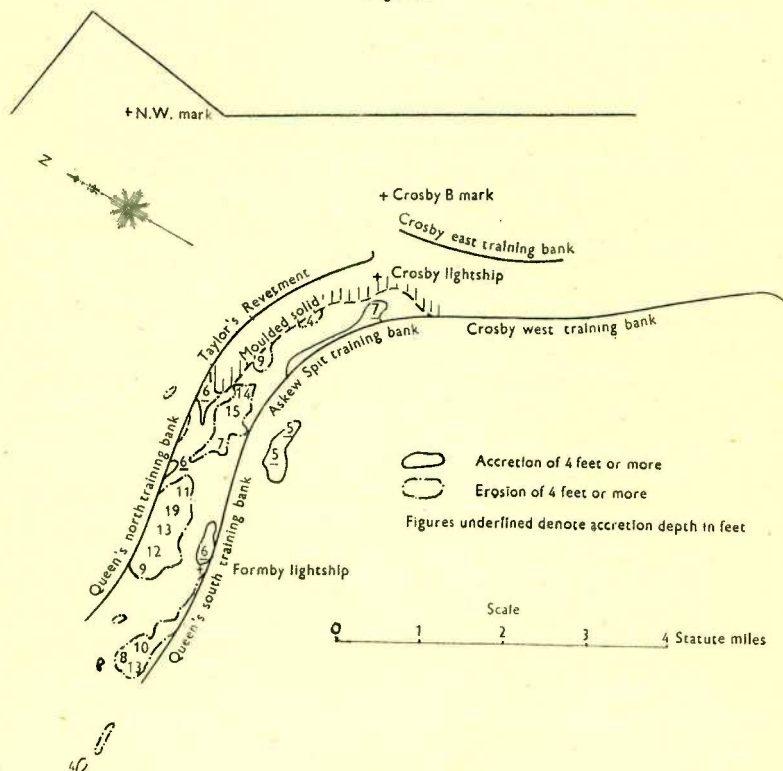 + N.W. mark
N
+ Crosby B mark
Crosby east training bank
+ Crosby lightship
Taylor's Revetment
Moulded solid
4
7
Crosby west training bank
9
Askew Spit training bank
6
14
15
7
5
5
6
Queen's north training bank
11
19
13
12
9
6
Formby lightship
Queen's south training bank
10
8
13
4
Accretion of 4 feet or more
Erosion of 4 feet or more
Figures underlined denote accretion depth in feet
Scale
0 1 2 3 4 Statute miles